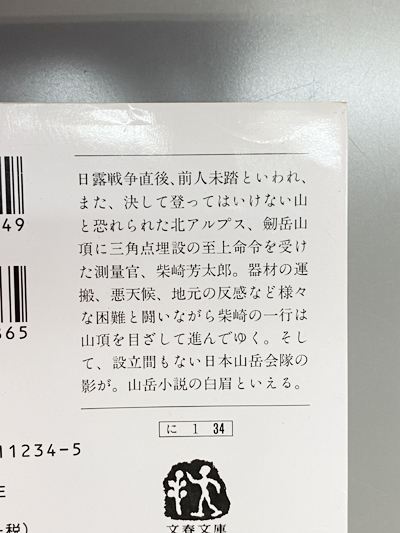 日露戦争直後、前人未踏といわれ、
また、決して登ってはいけない山
と恐れられた北アルプス、劒岳山
頂に三角点埋設の至上命令を受け
た測量官、柴崎芳太郎。器材の運
搬、悪天候、地元の反感など様々
な困難と闘いながら柴崎の一行は
山頂を目ざして進んでゆく。そし
て、設立間もない日本山岳会隊の
影が。山岳小説の白眉といえる。
49
365
に 1 34
11234-5
E
税)
文春文庫